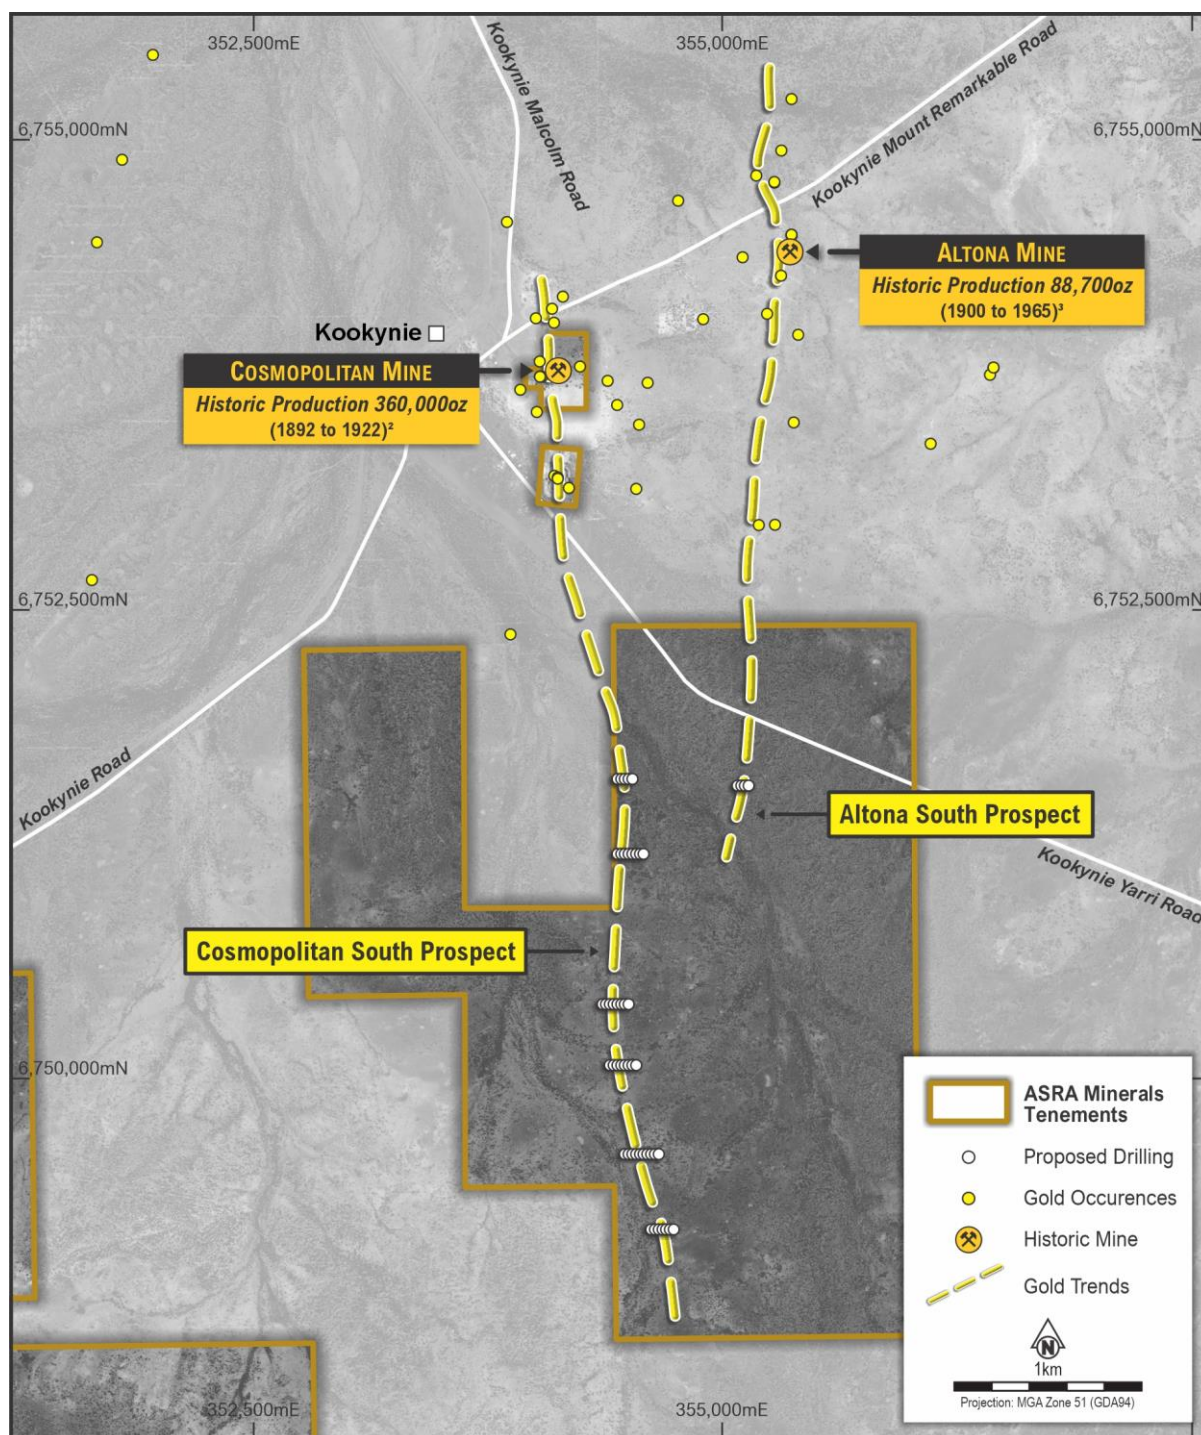 352,500mE
355,000mE
Kookynie Malcolm Road
Kookynie Mount Remarkable Road
6,755,000mN
6,755,000mN
ALTONA MINE
Historic Production 88,700oz
(1900 to 1965)³
Kookynie
COSMOPOLITAN MINE
Historic Production 360,000oz
(1892 to 1922)²
6,752,500mN
6,752,500mN
Kookynie Road
Altona South Prospect
Kookynie Yarri Road
Cosmopolitan South Prospect
6,750,000mN
ASRA Minerals
Tenements
Proposed Drilling
Gold Occurences
Historic Mine
Gold Trends
N
1km
Projection: MGA Zone 51 (GDA94)
352,500mE
355,000mE